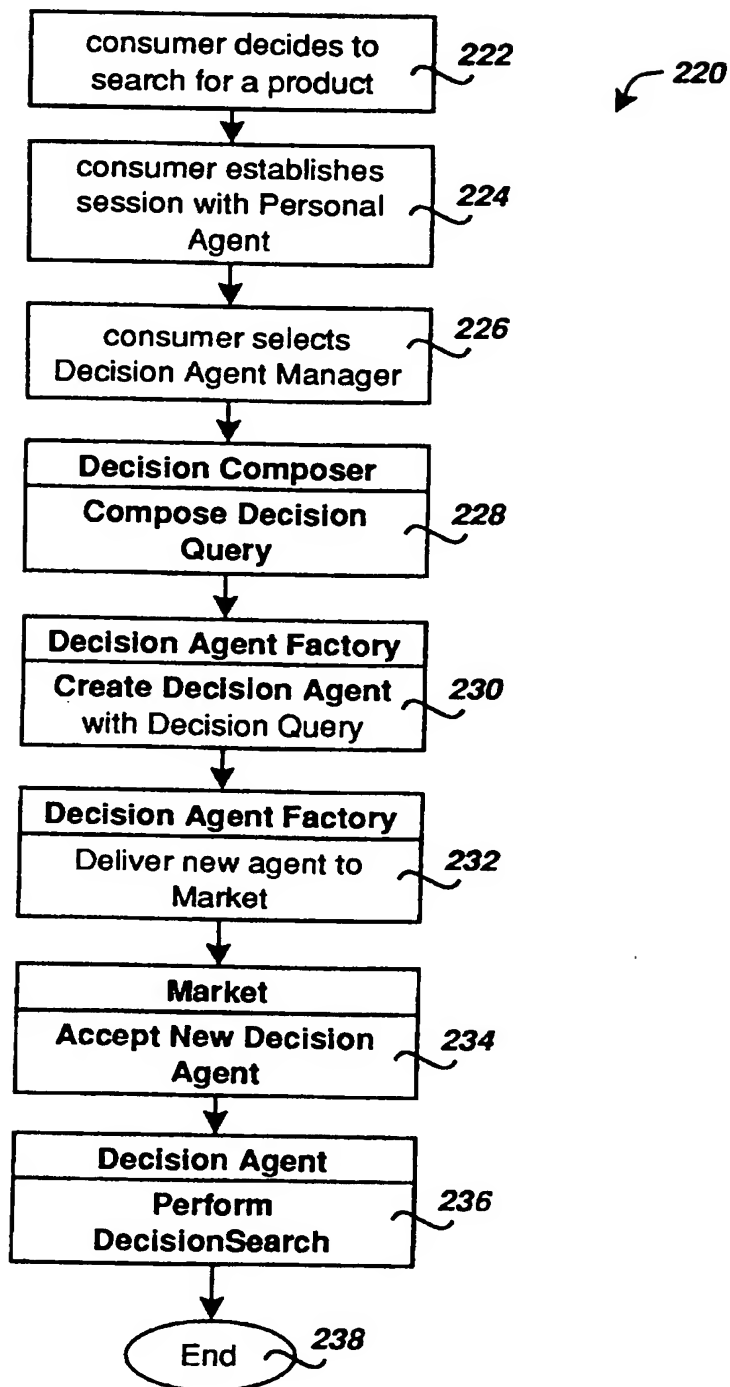 consumer decides to
search for a product
222
220
consumer establishes
session with Personal
Agent
224
consumer selects
Decision Agent Manager
226
Decision Composer
Compose Decision
Query
228
Decision Agent Factory
Create Decision Agent
with Decision Query
230
Decision Agent Factory
Deliver new agent to
Market
232
Market
Accept New Decision
Agent
234
Decision Agent
Perform
DecisionSearch
236
End
238